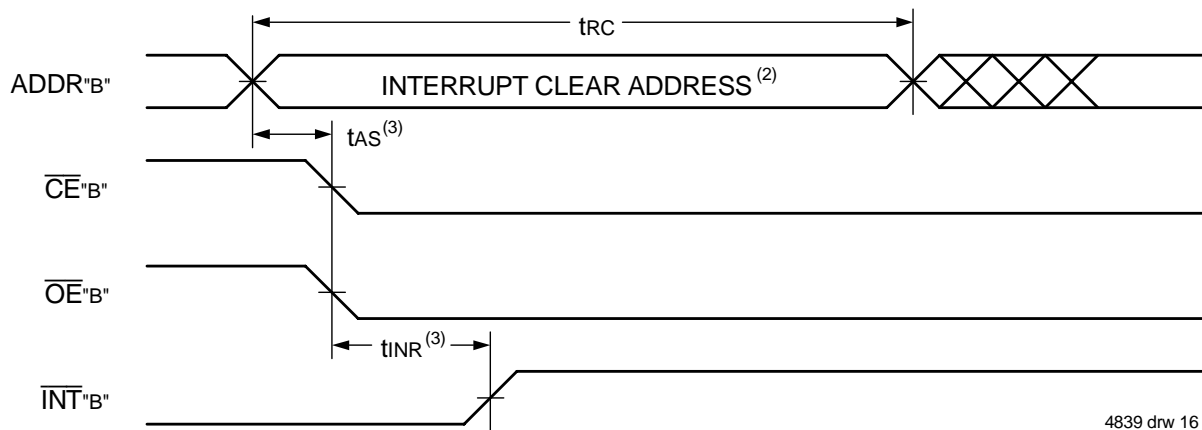 tRC
ADDR"B"
INTERRUPT CLEAR ADDRESS(2)
tAS(3)
CE"B"
OE"B"
tINR(3)
INT"B"
4839 drw 16